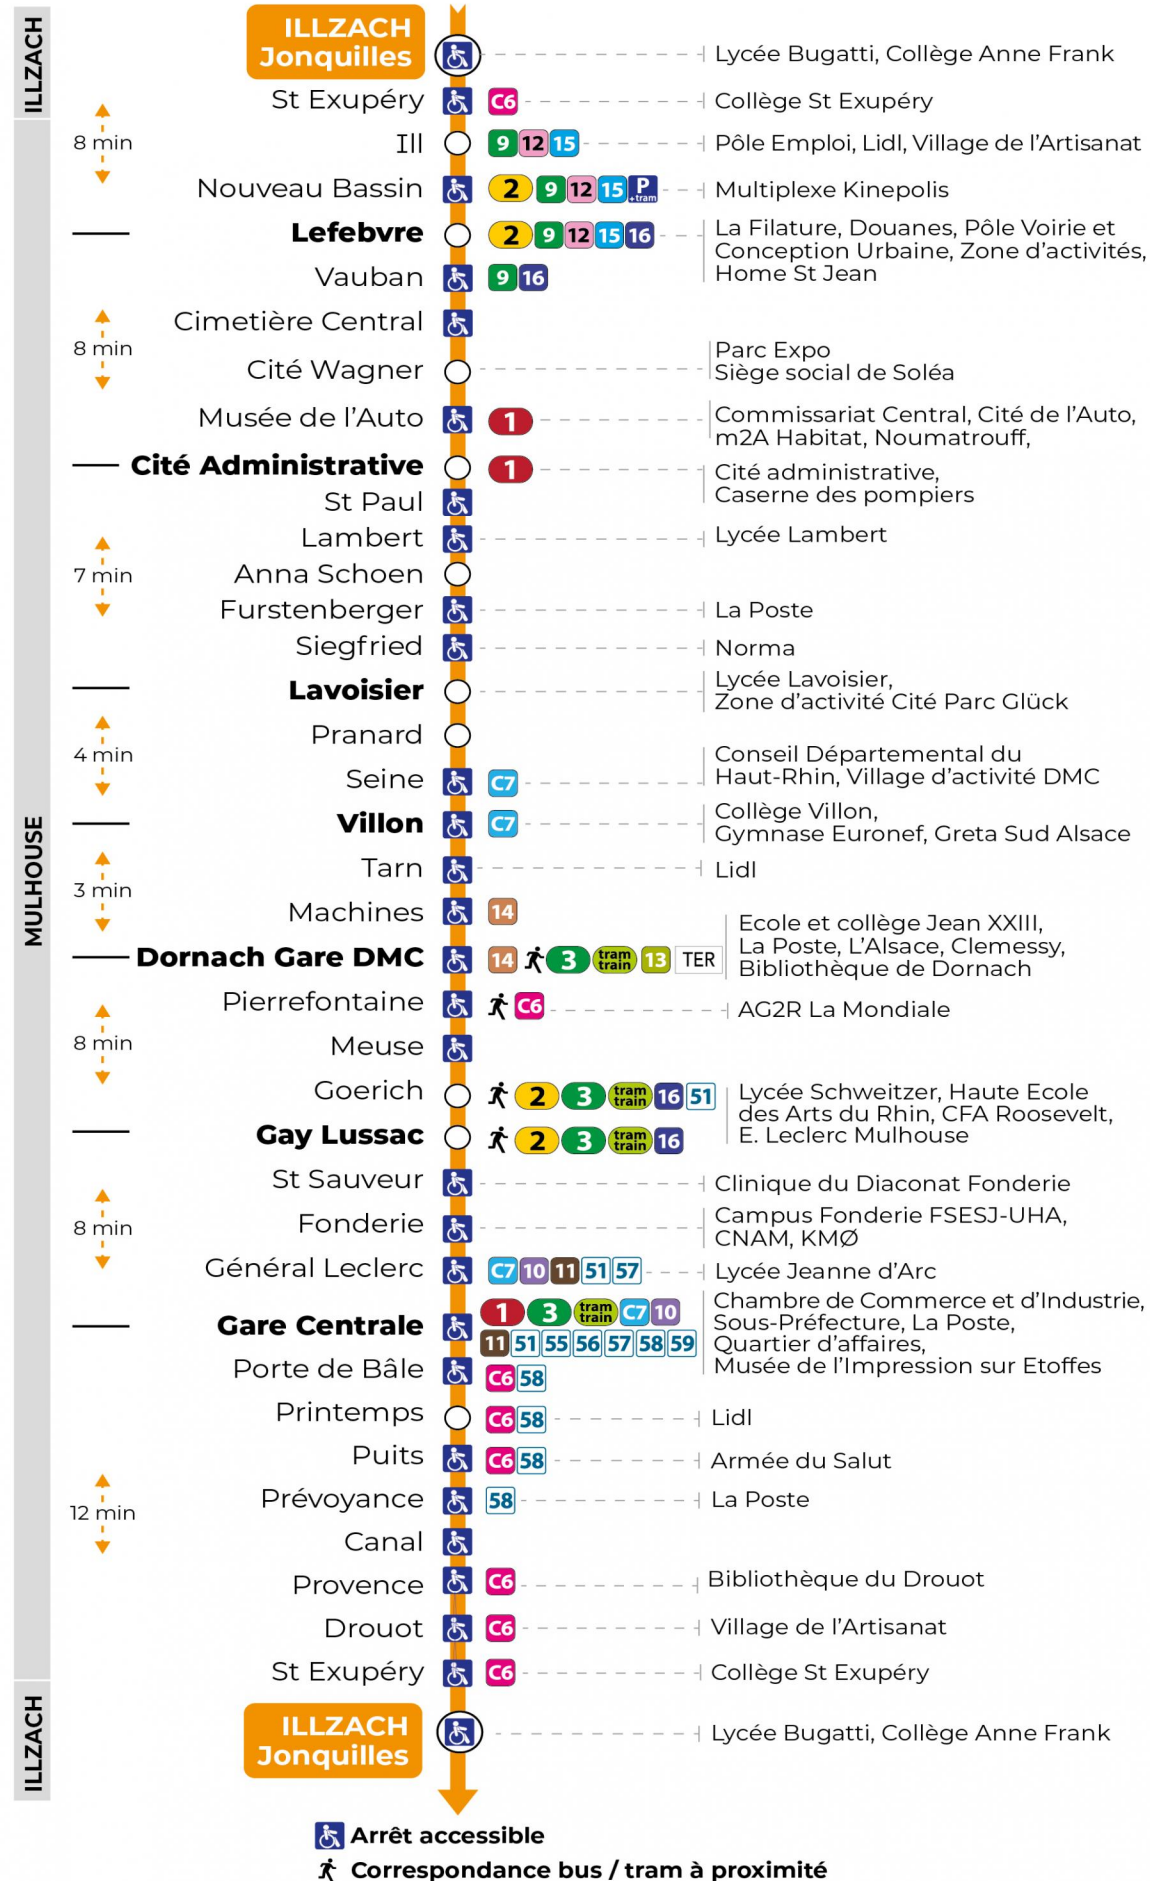 ILLZACH
ILLZACH
Jonquilles
Lycée Bugatti, Collège Anne Frank
St Exupéry C6 Collège St Exupéry
8 min
Ill 9 12 15 Pôle Emploi, Lidl, Village de l'Artisanat
Nouveau Bassin 2 9 12 15 P +tram Multiplexe Kinepolis
Lefebvre 2 9 12 15 16
La Filature, Douanes, Pôle Voirie et
Conception Urbaine, Zone d'activités,
Home St Jean
Vauban 9 16
Cimetière Central
8 min
Cité Wagner
Parc Expo
Siège social de Soléa
Musée de l'Auto 1
Commissariat Central, Cité de l'Auto,
m2A Habitat, Noumatrouff,
Cité Administrative 1
Cité administrative,
Caserne des pompiers
St Paul
Lambert Lycée Lambert
7 min
Anna Schoen
Furstenberger La Poste
Siegfried Norma
Lavoisier
Lycée Lavoisier,
Zone d'activité Cité Parc Glück
Pranard
4 min
Seine C7
Conseil Départemental du
Haut-Rhin, Village d'activité DMC
Villon C7
Collège Villon,
Gymnase Euronef, Greta Sud Alsace
MULHOUSE
Tarn Lidl
3 min
Machines 14
Dornach Gare DMC 14 3 tram train 13 TER
Ecole et collège Jean XXIII,
La Poste, L'Alsace, Clemessy,
Bibliothèque de Dornach
Pierrefontaine C6 AG2R La Mondiale
8 min
Meuse
Goerich 2 3 tram train 16 51
Lycée Schweitzer, Haute Ecole
des Arts du Rhin, CFA Roosevelt,
E. Leclerc Mulhouse
Gay Lussac 2 3 tram train 16
St Sauveur Clinique du Diaconat Fonderie
8 min
Fonderie
Campus Fonderie FSESJ-UHA,
CNAM, KMØ
Général Leclerc C7 10 11 51 57 Lycée Jeanne d'Arc
Gare Centrale 1 3 tram train C7 10
11 51 55 56 57 58 59
Chambre de Commerce et d'Industrie,
Sous-Préfecture, La Poste,
Quartier d'affaires,
Musée de l'Impression sur Etoffes
Porte de Bâle C6 58
Printemps C6 58 Lidl
Puits C6 58 Armée du Salut
Prévoyance 58 La Poste
12 min
Canal
Provence C6 Bibliothèque du Drouot
Drouot C6 Village de l'Artisanat
St Exupéry C6 Collège St Exupéry
ILLZACH
ILLZACH
Jonquilles
Lycée Bugatti, Collège Anne Frank
Arrêt accessible
Correspondance bus / tram à proximité